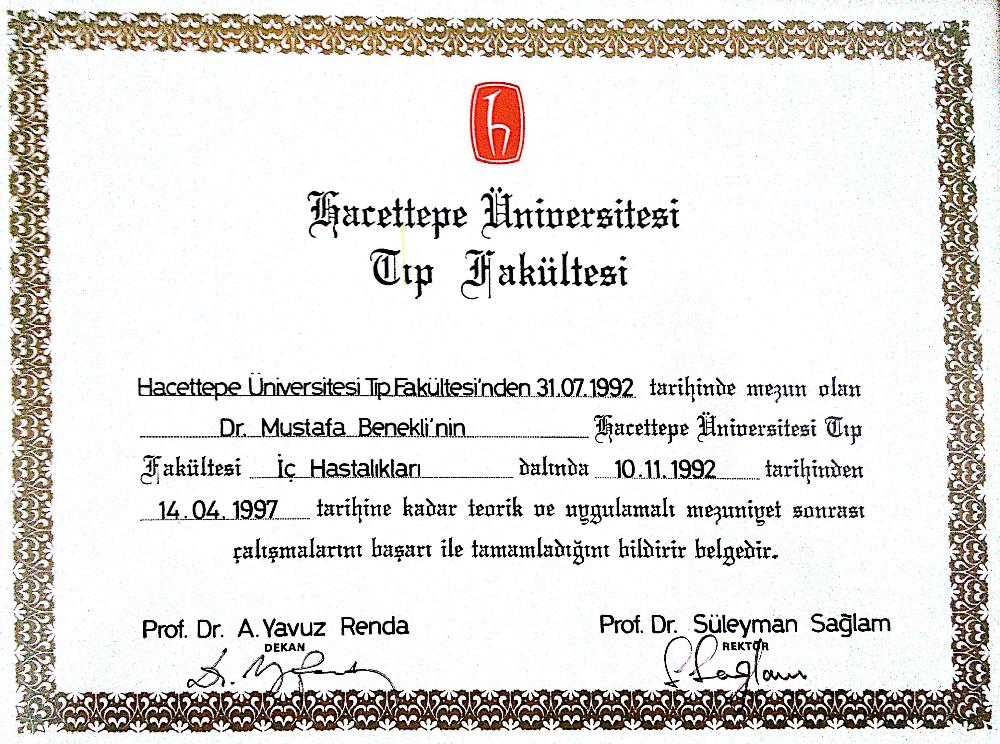 Hacettepe Üniversitesi
Tıp Fakültesi
Hacettepe Üniversitesi Tıp Fakültesi'nden 31.07.1992 tarihinde mezun olan
Dr. Mustafa Benekli'nin Hacettepe Üniversitesi Tıp
Fakültesi İç Hastalıkları dalında 10.11.1992 tarihinden
14.04.1997 tarihine kadar teorik ve uygulamalı mezuniyet sonrası
çalışmalarını başarı ile tamamladığını bildirir belgedir.
Prof. Dr. A. Yavuz Renda
DEKAN
Prof. Dr. Süleyman Sağlam
REKTÖR